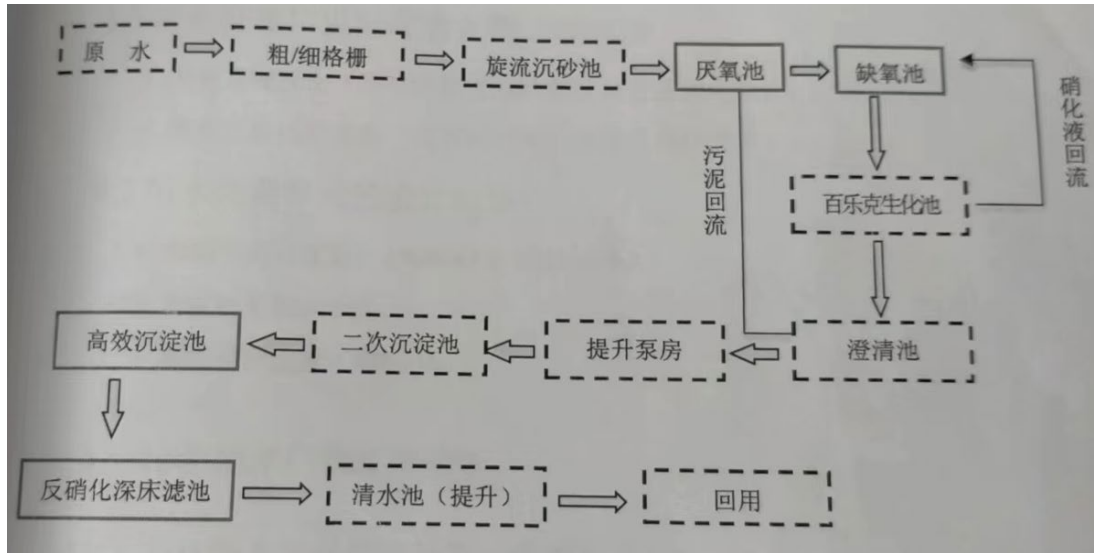 原 水
粗/细格栅
旋流沉砂池
厌氧池
缺氧池
硝化液回流
污泥回流
百乐克生化池
高效沉淀池
二次沉淀池
提升泵房
澄清池
反硝化深床滤池
清水池（提升）
回用